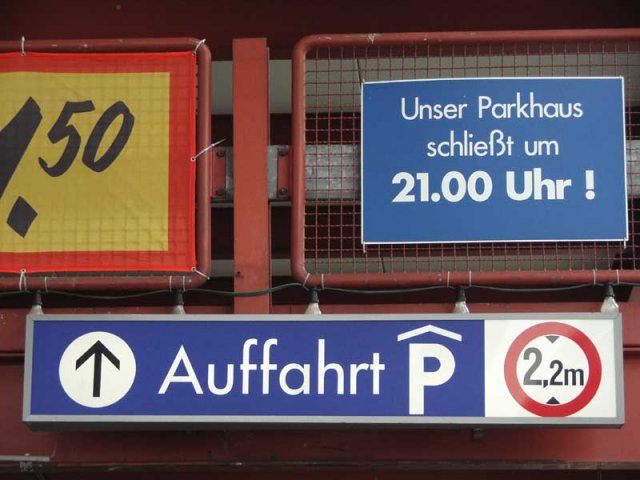 .50
Unser Parkhaus
schließt um
21.00 Uhr !
Auffahrt P
2,2m